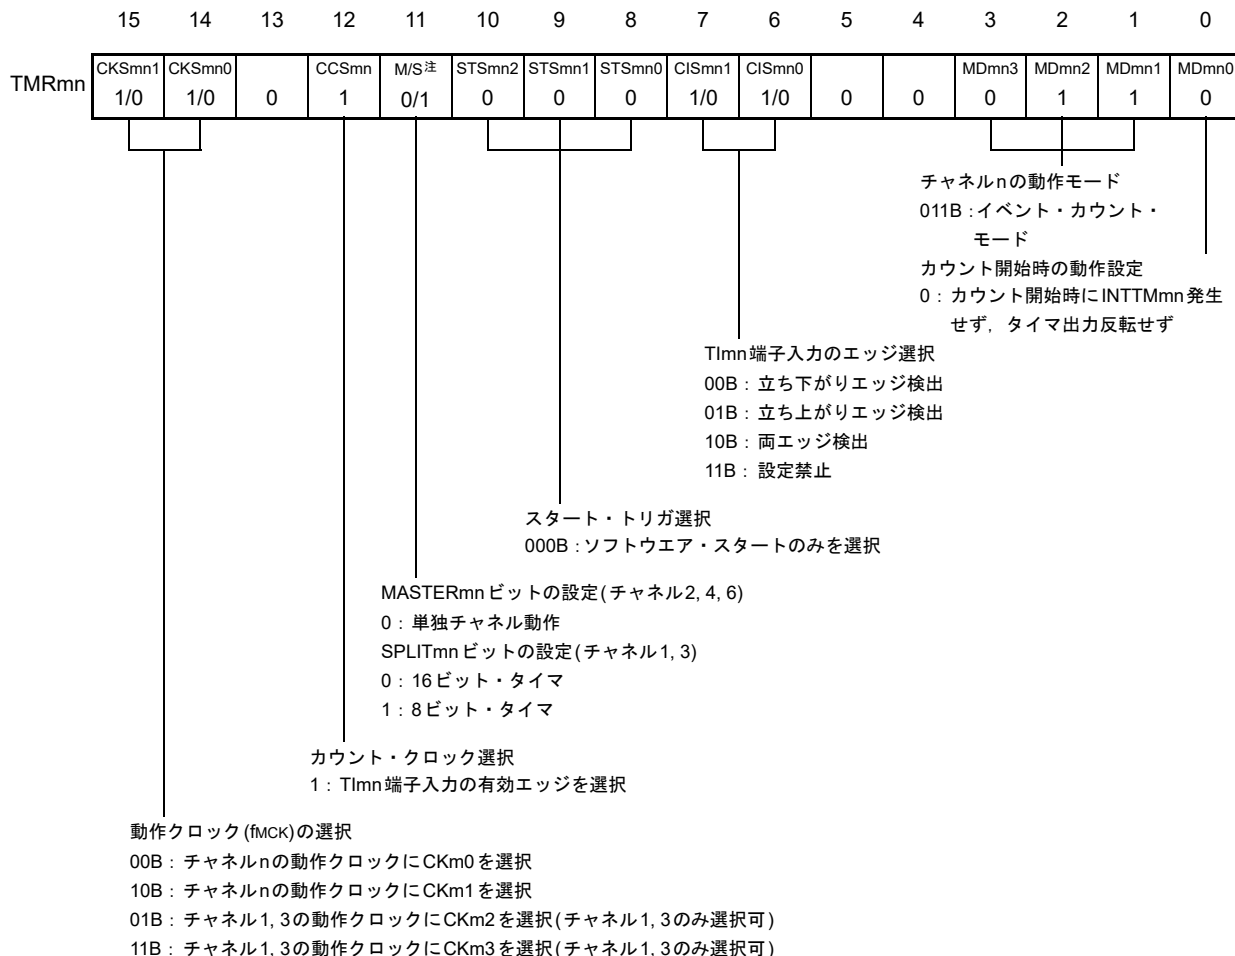 15 14 13 12 11 10 9 8 7 6 5 4 3 2 1 0
TMRmn
CKSmn1 CKSmn0 CCSmn M/S注 STSmn2 STSmn1 STSmn0 CISmn1 CISmn0 MDmn3 MDmn2 MDmn1 MDmn0
1/0 1/0 0 1 0/1 0 0 0 1/0 1/0 0 0 0 1 1 0
チャネルnの動作モード
011B：イベント・カウント・
モード
カウント開始時の動作設定
0：カウント開始時にINTTMmn発生
せず，タイマ出力反転せず
TImn端子入力のエッジ選択
00B：立ち下がりエッジ検出
01B：立ち上がりエッジ検出
10B：両エッジ検出
11B：設定禁止
スタート・トリガ選択
000B：ソフトウエア・スタートのみを選択
MASTERmnビットの設定(チャネル2, 4, 6)
0：単独チャネル動作
SPLITmnビットの設定(チャネル1, 3)
0：16ビット・タイマ
1：8ビット・タイマ
カウント・クロック選択
1：TImn端子入力の有効エッジを選択
動作クロック(fMCK)の選択
00B：チャネルnの動作クロックにCKm0を選択
10B：チャネルnの動作クロックにCKm1を選択
01B：チャネル1, 3の動作クロックにCKm2を選択(チャネル1, 3のみ選択可)
11B：チャネル1, 3の動作クロックにCKm3を選択(チャネル1, 3のみ選択可)